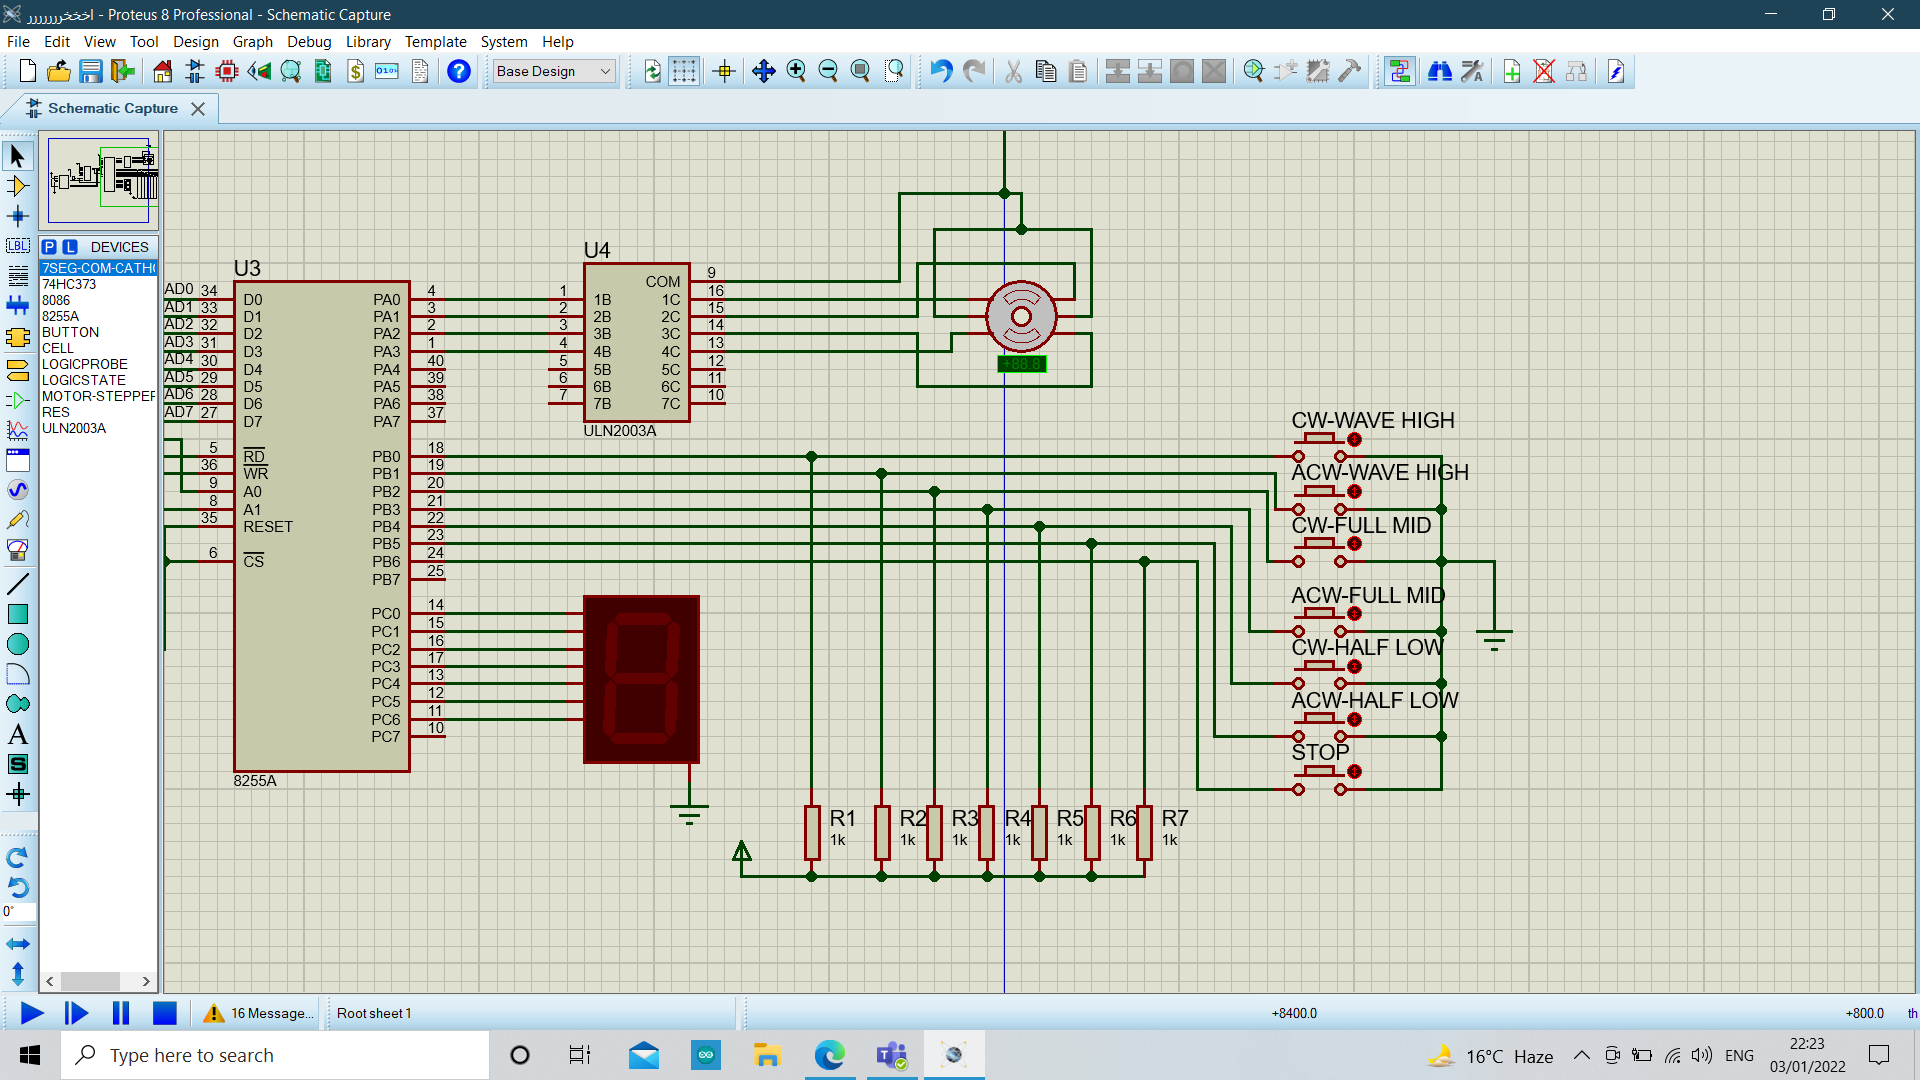 اخخخرررررررر - Proteus 8 Professional - Schematic Capture
File Edit View Tool Design Graph Debug Library Template System Help
Base Design
Schematic Capture
P L DEVICES
7SEG-COM-CATHO
74HC373
8086
8255A
BUTTON
CELL
LOGICPROBE
LOGICSTATE
MOTOR-STEPPER
RES
ULN2003A
LBL
A
S
0°
U3
AD0 34 D0 PA0 4
AD1 33 D1 PA1 3
AD2 32 D2 PA2 2
AD3 31 D3 PA3 1
AD4 30 D4 PA4 40
AD5 29 D5 PA5 39
AD6 28 D6 PA6 38
AD7 27 D7 PA7 37
5 RD PB0 18
36 WR PB1 19
9 A0 PB2 20
8 A1 PB3 21
35 RESET PB4 22
PB5 23
6 CS PB6 24
PB7 25
PC0 14
PC1 15
PC2 16
PC3 17
PC4 13
PC5 12
PC6 11
PC7 10
8255A
U4
COM 9
1 1B 1C 16
2 2B 2C 15
3 3B 3C 14
4 4B 4C 13
5 5B 5C 12
6 6B 6C 11
7 7B 7C 10
ULN2003A
+88.8
CW-WAVE HIGH
ACW-WAVE HIGH
CW-FULL MID
ACW-FULL MID
CW-HALF LOW
ACW-HALF LOW
STOP
R1 R2 R3 R4 R5 R6 R7
1k 1k 1k 1k 1k 1k 1k
16 Message... Root sheet 1 +8400.0 +800.0 th
Type here to search
16°C Haze ENG
22:23
03/01/2022